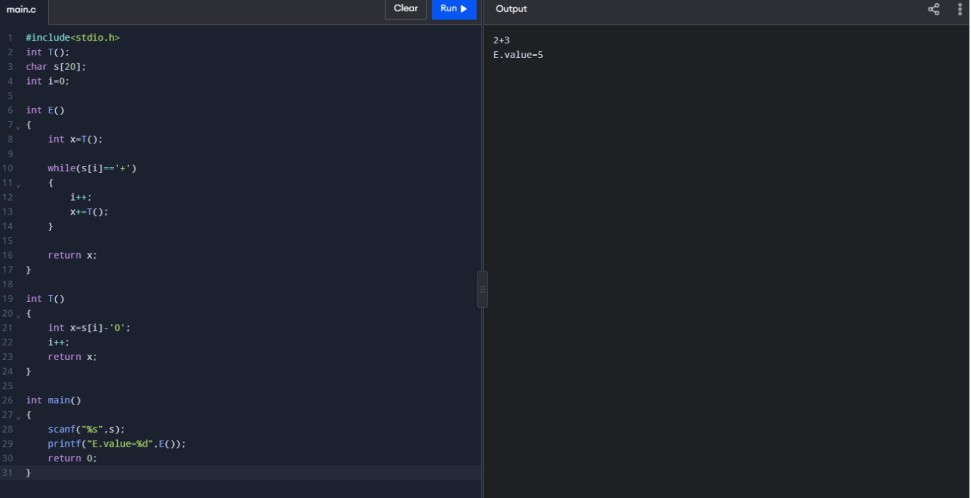 main.c
Clear
Run
Output
1 #include<stdio.h>
2 int T();
3 char s[20];
4 int i=0;
5
6 int E()
7 {
8 int x=T();
9
10 while(s[i]=='+')
11 {
12 i++;
13 x+=T();
14 }
15
16 return x;
17 }
18
19 int T()
20 {
21 int x=s[i]-'0';
22 i++;
23 return x;
24 }
25
26 int main()
27 {
28 scanf("%s",s);
29 printf("E.value=%d",E());
30 return 0;
31 }
2+3
E.value=5